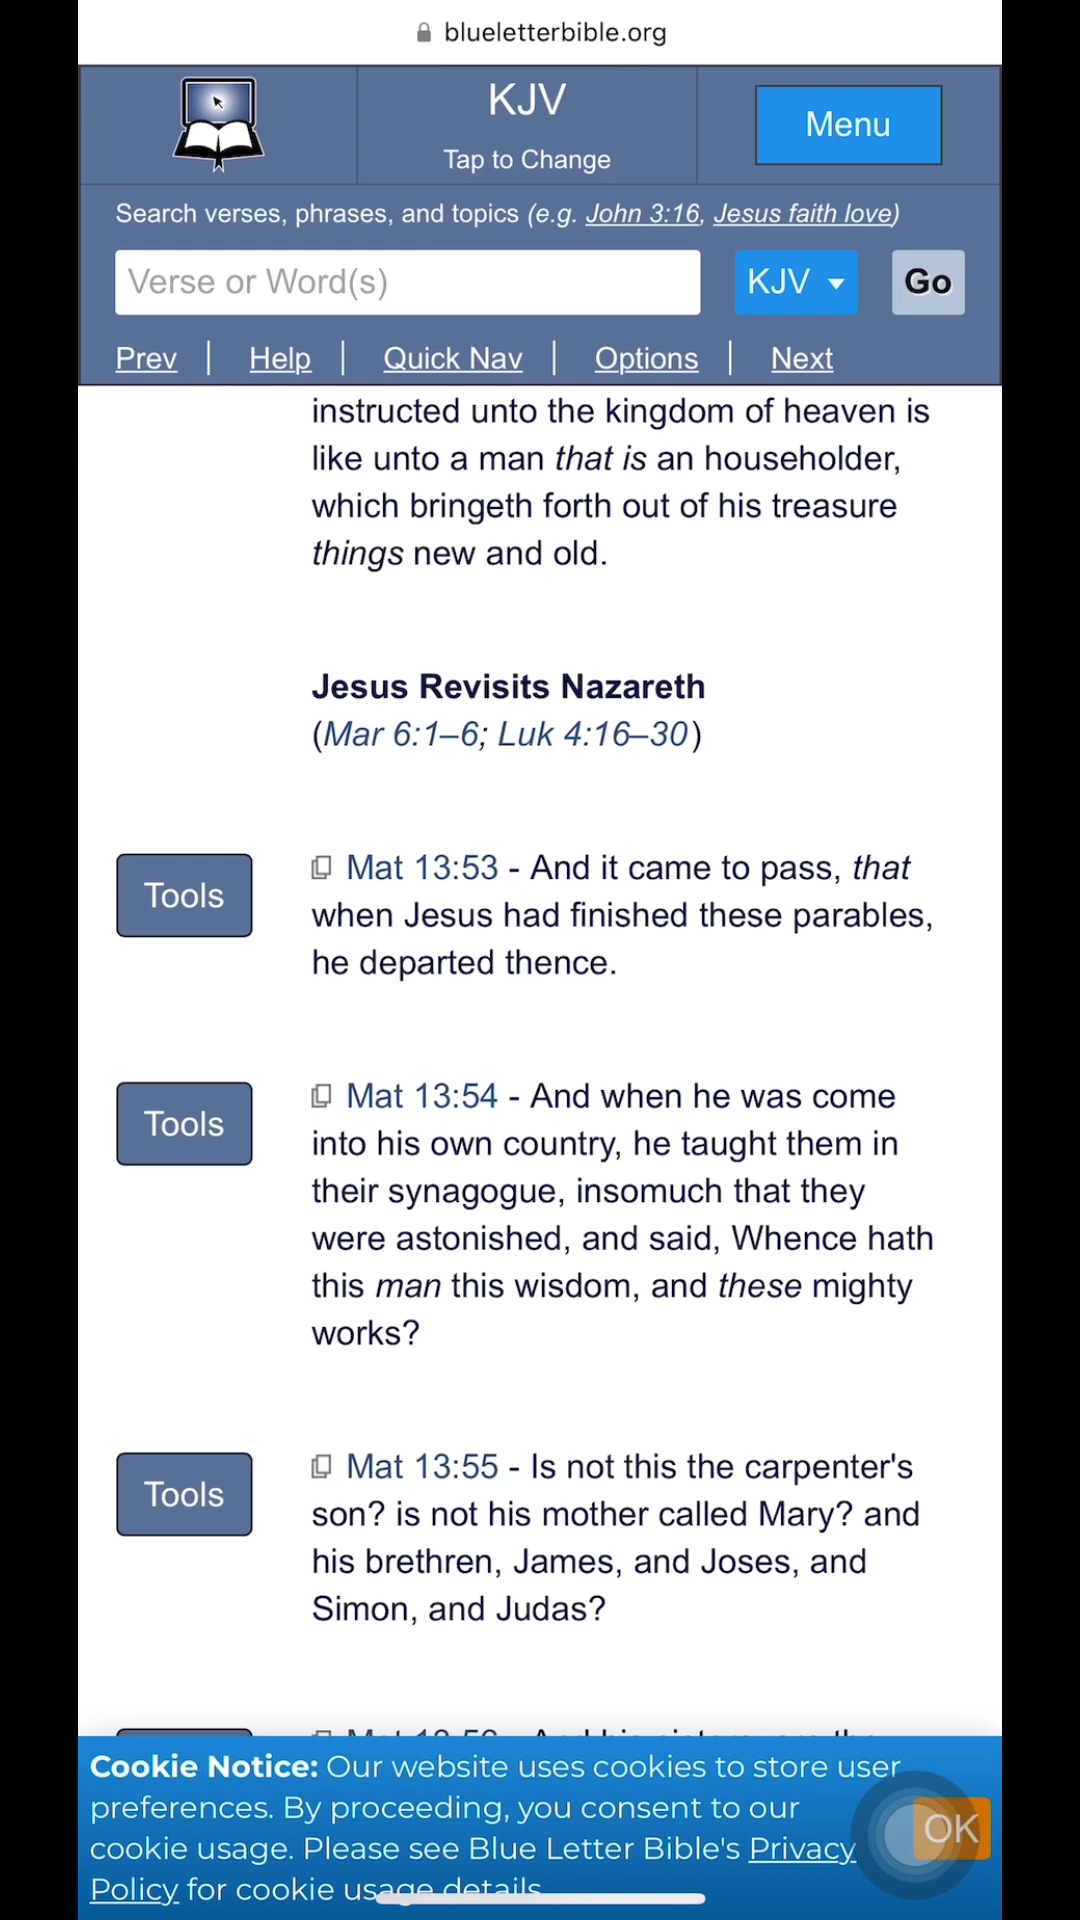 blueletterbible.org
KJV
Tap to Change
Menu
Search verses, phrases, and topics (e.g. John 3:16, Jesus faith love)
Verse or Word(s)
KJV
Go
Prev | Help | Quick Nav | Options | Next
instructed unto the kingdom of heaven is
like unto a man that is an householder,
which bringeth forth out of his treasure
things new and old.
Jesus Revisits Nazareth
(Mar 6:1–6; Luk 4:16–30)
Tools
Mat 13:53 - And it came to pass, that
when Jesus had finished these parables,
he departed thence.
Tools
Mat 13:54 - And when he was come
into his own country, he taught them in
their synagogue, insomuch that they
were astonished, and said, Whence hath
this man this wisdom, and these mighty
works?
Tools
Mat 13:55 - Is not this the carpenter's
son? is not his mother called Mary? and
his brethren, James, and Joses, and
Simon, and Judas?
Cookie Notice: Our website uses cookies to store user
preferences. By proceeding, you consent to our
cookie usage. Please see Blue Letter Bible's Privacy
Policy for cookie usage details
OK